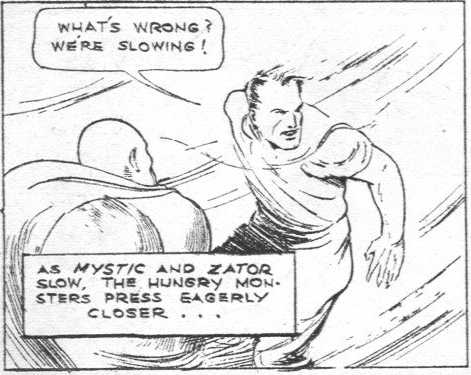 WHAT'S WRONG?
WE'RE SLOWING!
AS MYSTIC AND ZATOR
SLOW, THE HUNGRY MON-
STERS PRESS EAGERLY
CLOSER . . .